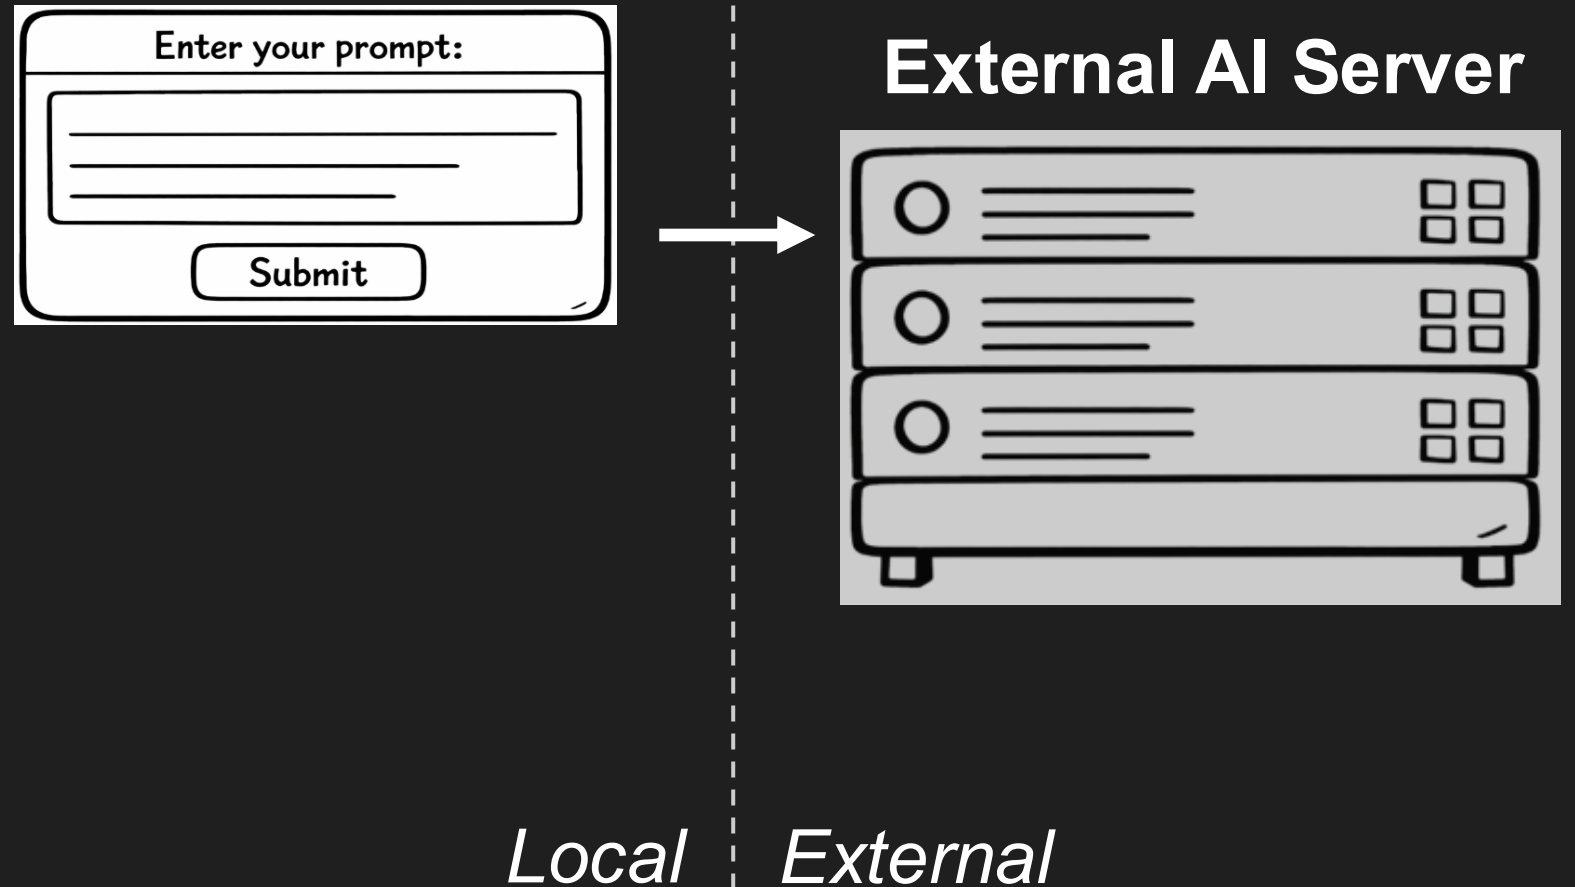 Enter your prompt:
Submit
External AI Server
Local
External